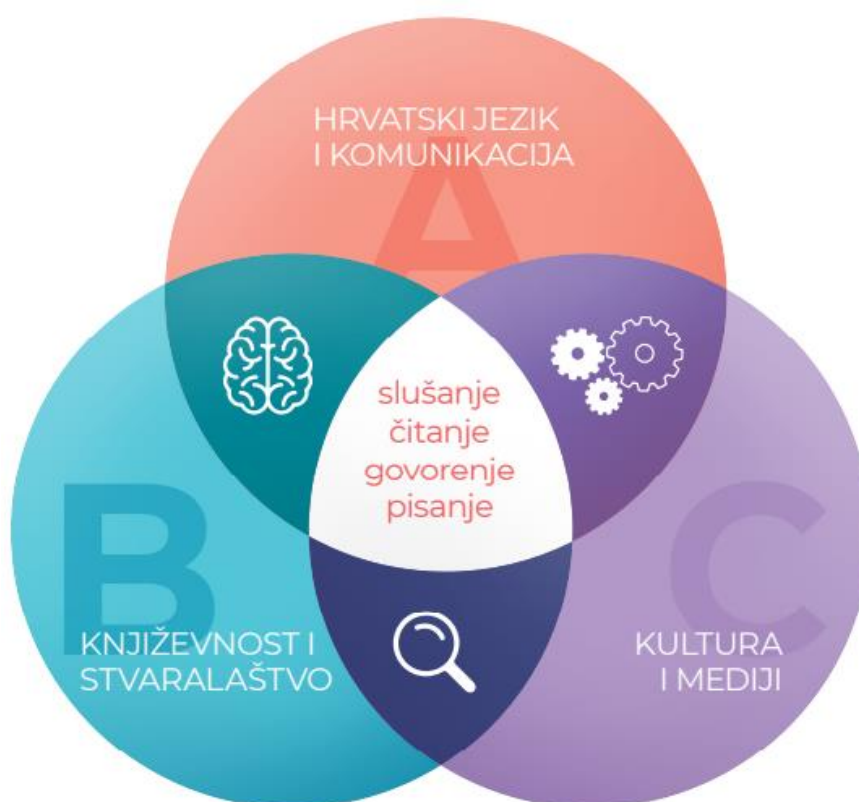 HRVATSKI JEZIK
I KOMUNIKACIJA
A
slušanje
čitanje
govorenje
pisanje
B
KNJIŽEVNOST I
STVARALAŠTVO
C
KULTURA
I MEDIJI